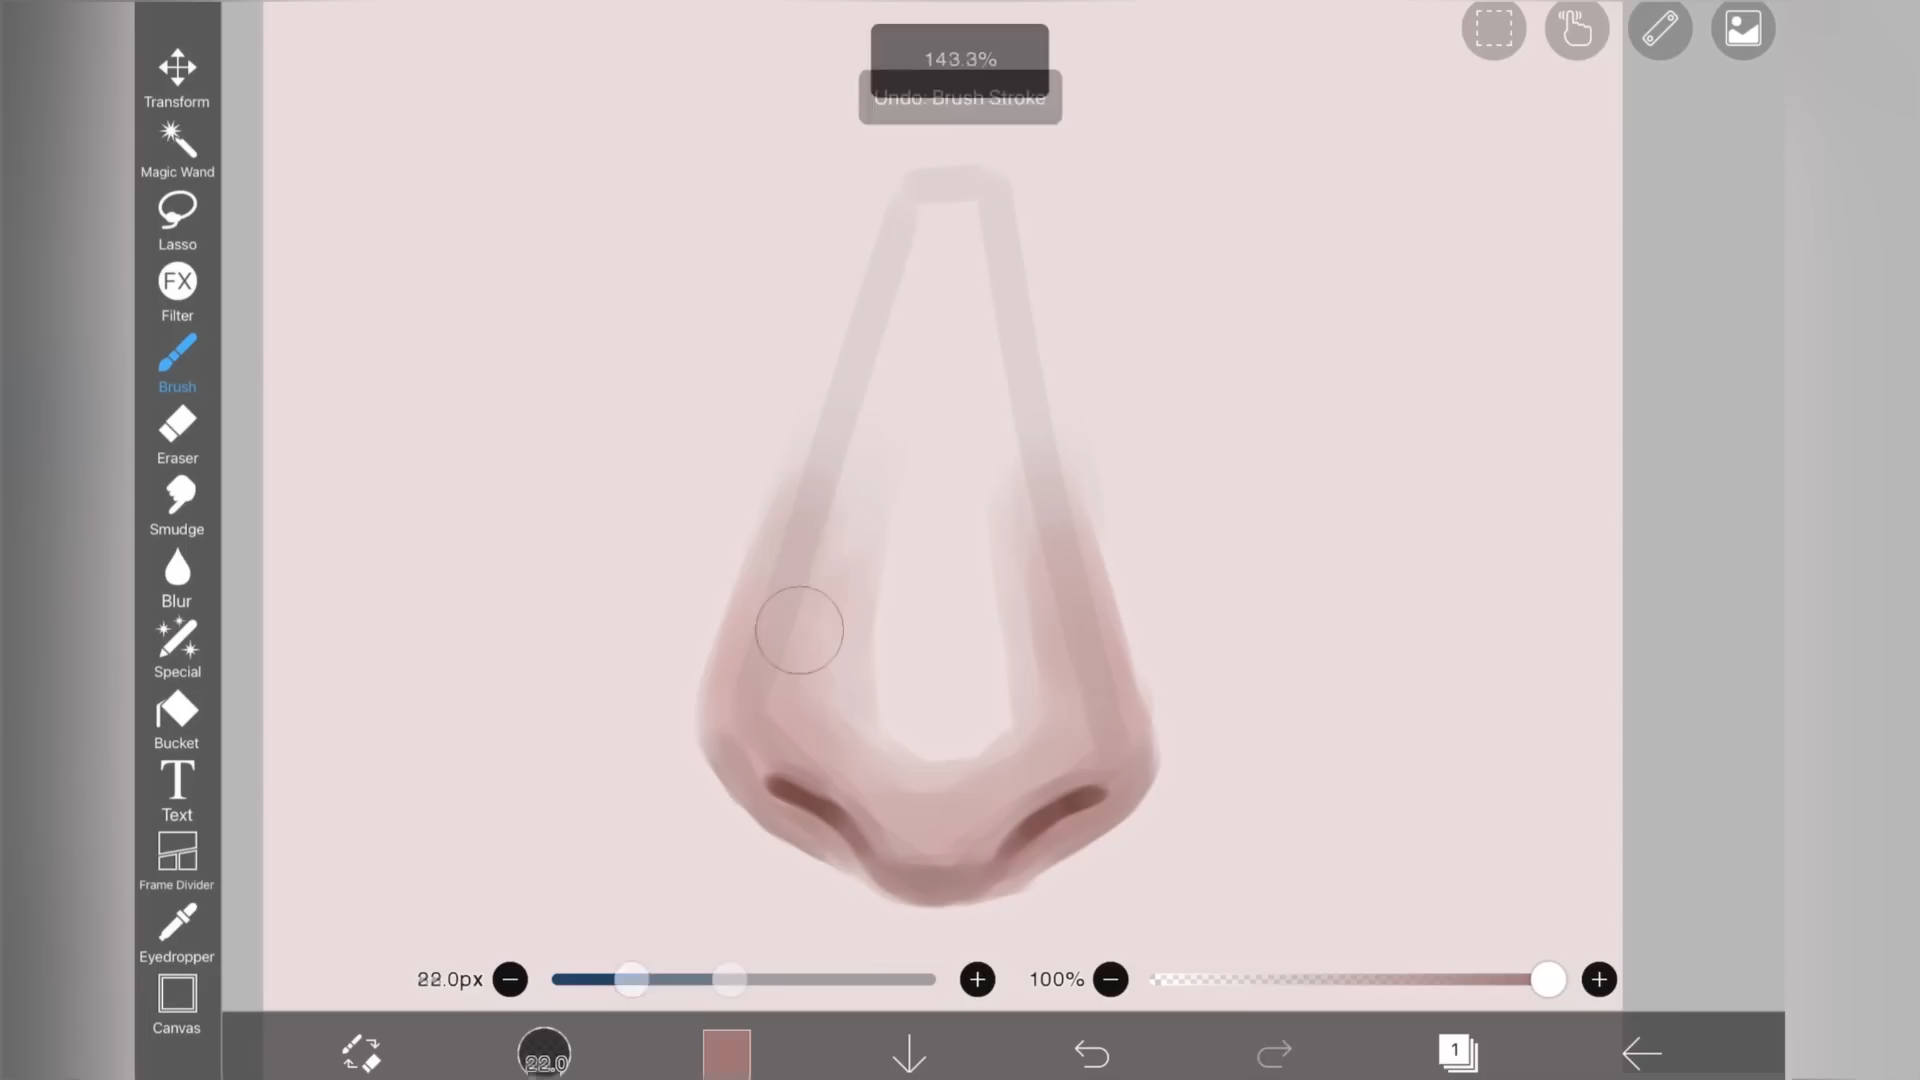 143.3%
Undo: Brush Stroke
Transform
Magic Wand
Lasso
FX
Filter
Brush
Eraser
Smudge
Blur
Special
Bucket
T
Text
Frame Divider
Eyedropper
Canvas
22.0px
100%
22.0
1